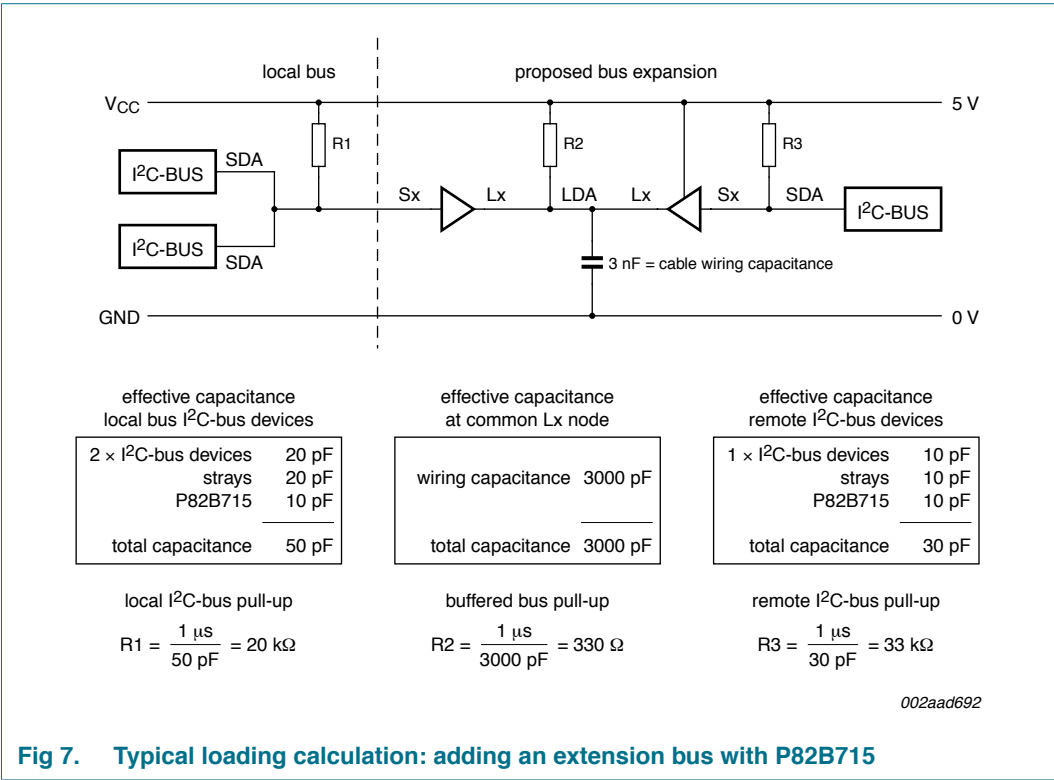 local bus
proposed bus expansion
VCC
5 V
R1
R2
R3
I2C-BUS
SDA
Sx
Lx
LDA
Lx
Sx
SDA
I2C-BUS
I2C-BUS
SDA
3 nF = cable wiring capacitance
GND
0 V
effective capacitance
local bus I2C-bus devices
2 × I2C-bus devices 20 pF
strays 20 pF
P82B715 10 pF
total capacitance 50 pF
local I2C-bus pull-up
R1 = 1 μs / 50 pF = 20 kΩ
effective capacitance
at common Lx node
wiring capacitance 3000 pF
total capacitance 3000 pF
buffered bus pull-up
R2 = 1 μs / 3000 pF = 330 Ω
effective capacitance
remote I2C-bus devices
1 × I2C-bus devices 10 pF
strays 10 pF
P82B715 10 pF
total capacitance 30 pF
remote I2C-bus pull-up
R3 = 1 μs / 30 pF = 33 kΩ
002aad692
Fig 7. Typical loading calculation: adding an extension bus with P82B715